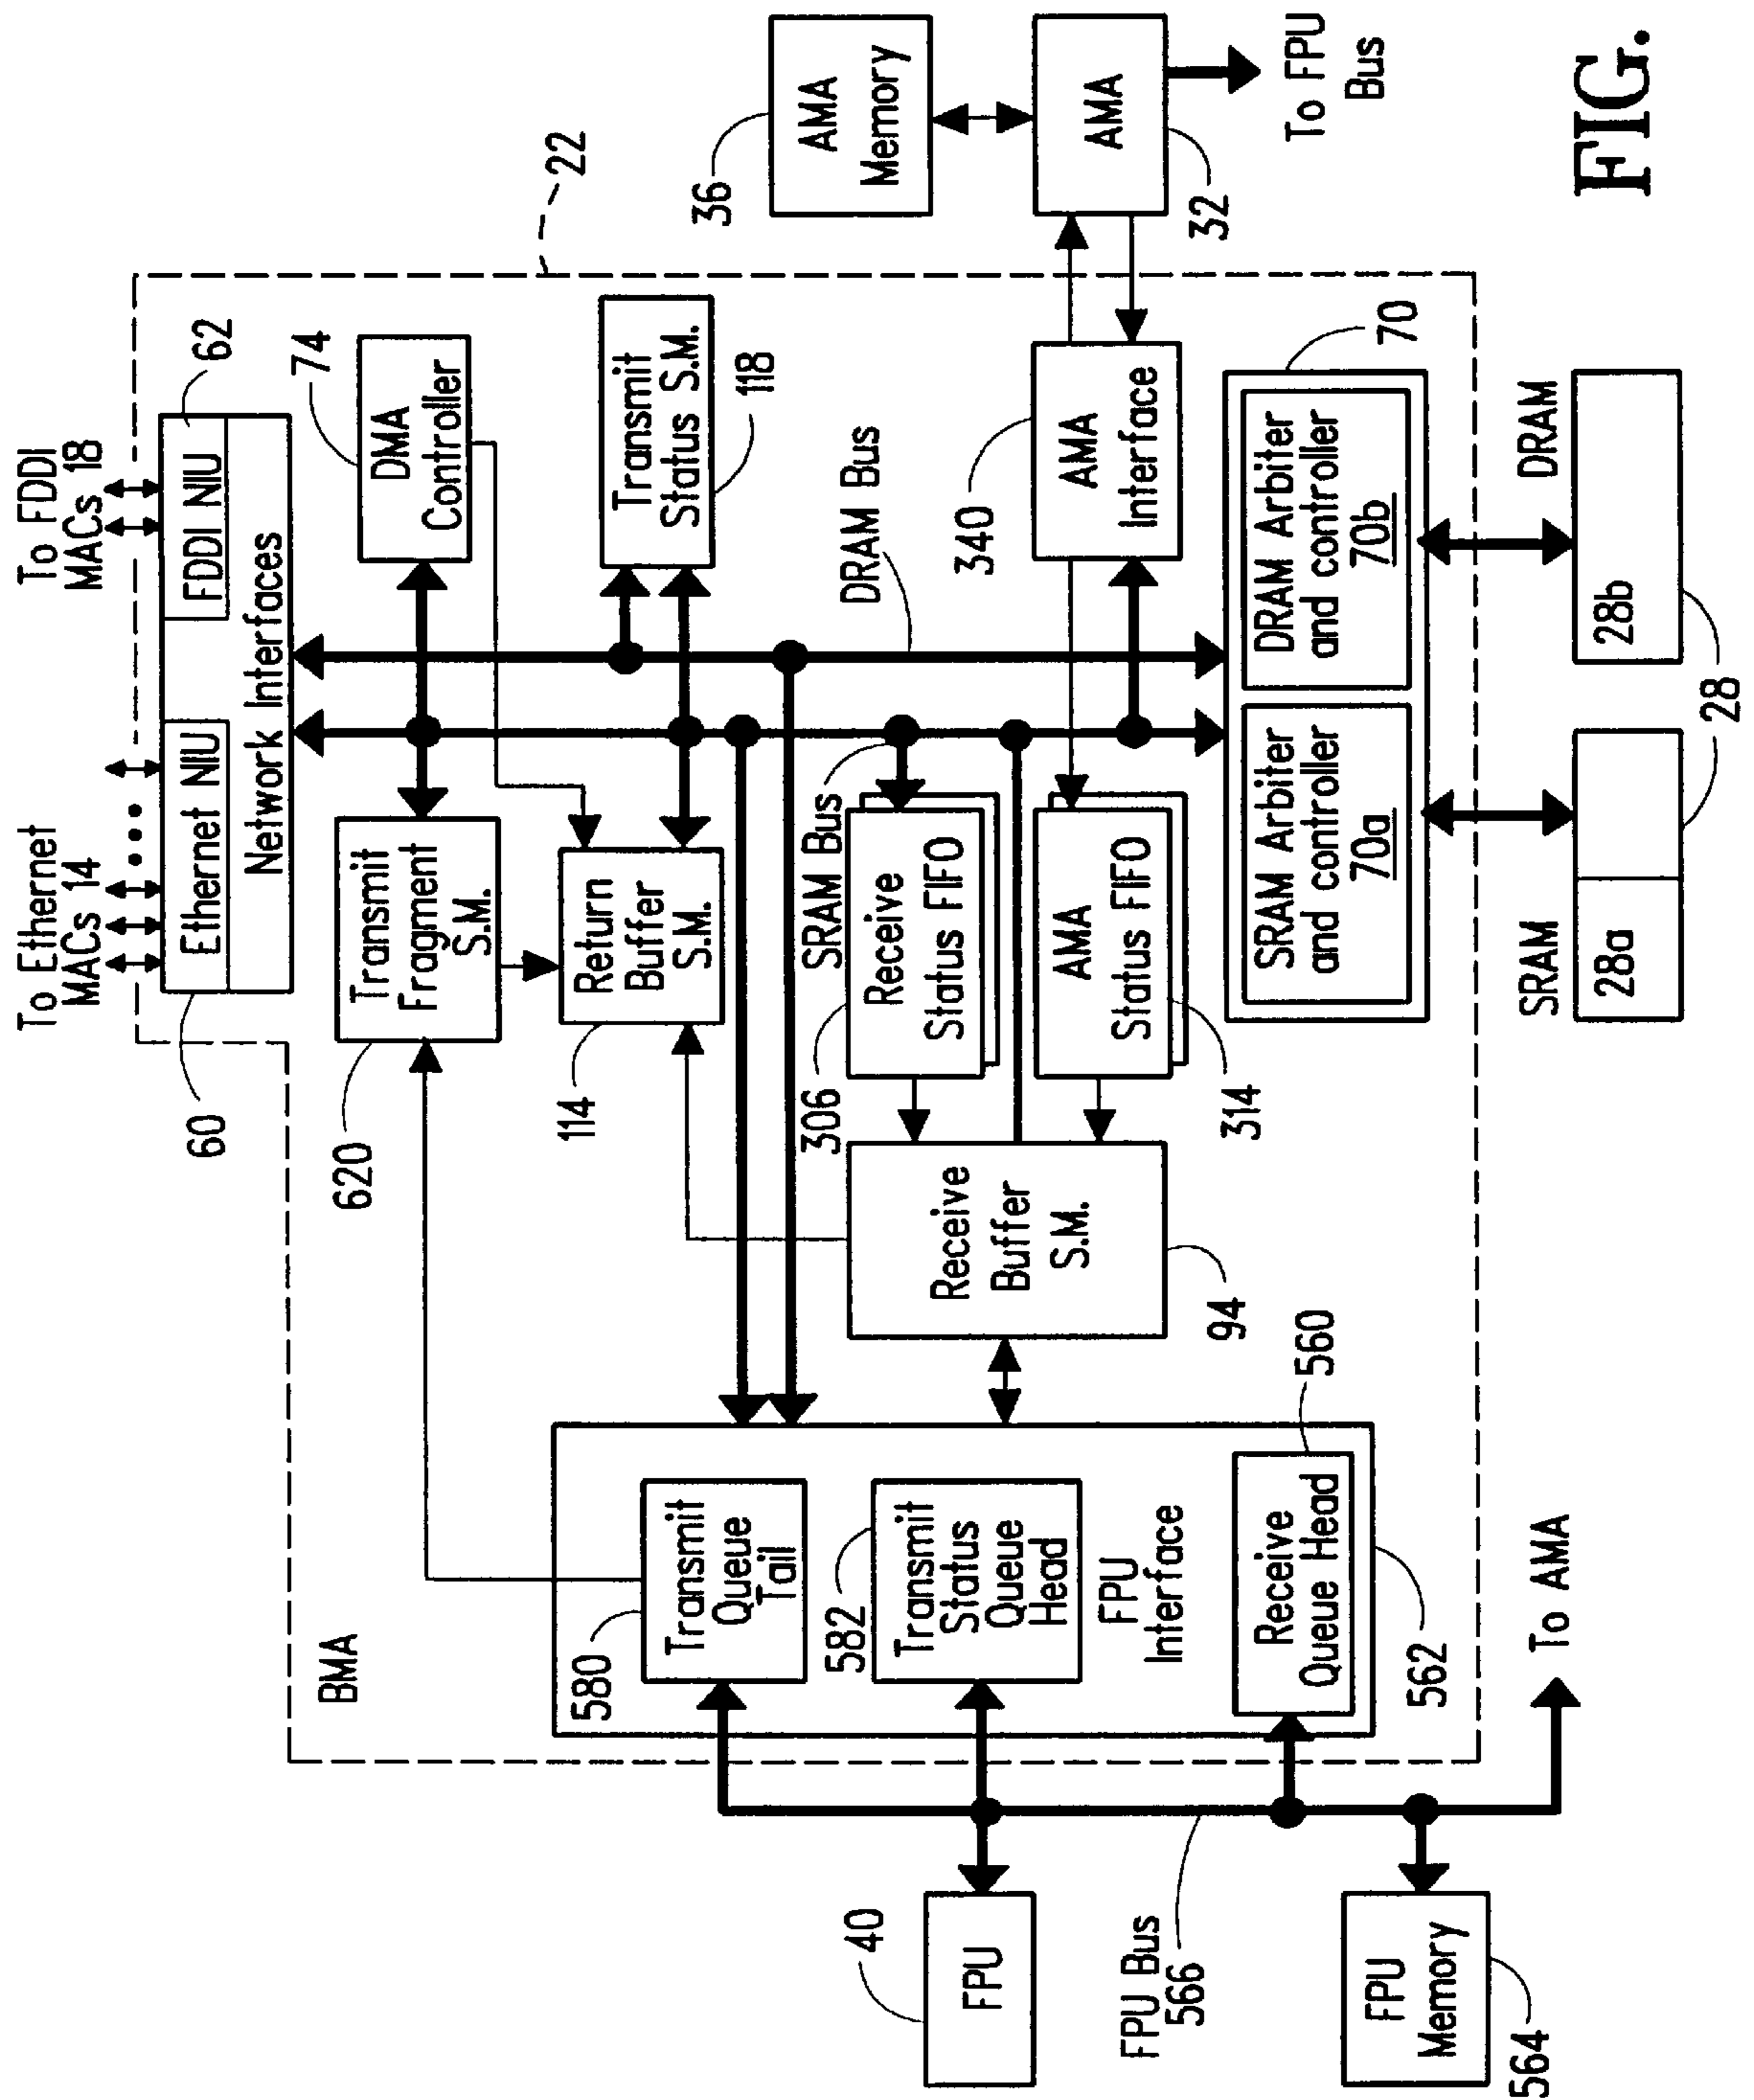 To Ethernet
MACs 14
To FDDI
MACs 18
60
Ethernet NIU
FDDI NIU
62
Network Interfaces
22
BMA
620
Transmit
Fragment
S.M.
74
DMA
Controller
114
Return
Buffer
S.M.
Transmit
Status S.M.
118
36
AMA
Memory
580
Transmit
Queue
Tail
582
Transmit
Status
Queue
Head
FPU
Interface
560
Receive
Queue Head
562
SRAM Bus
DRAM Bus
306
Receive
Status FIFO
Receive
Buffer
S.M.
94
AMA
Status FIFO
314
340
AMA
Interface
AMA
32
To FPU
Bus
40
FPU
FPU Bus
566
FPU
Memory
564
To AMA
SRAM Arbiter
and controller
70a
DRAM Arbiter
and controller
70b
70
SRAM
28a
DRAM
28b
28
FIG.